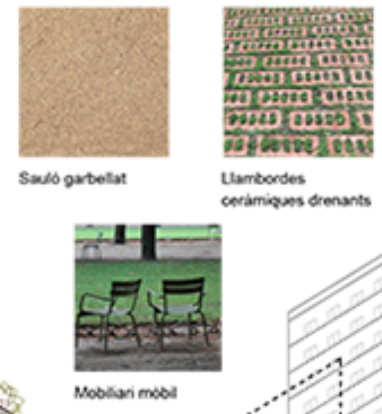 Sauló garbellat
Llambordes
ceràmiques drenants
Mobiliari mòbil